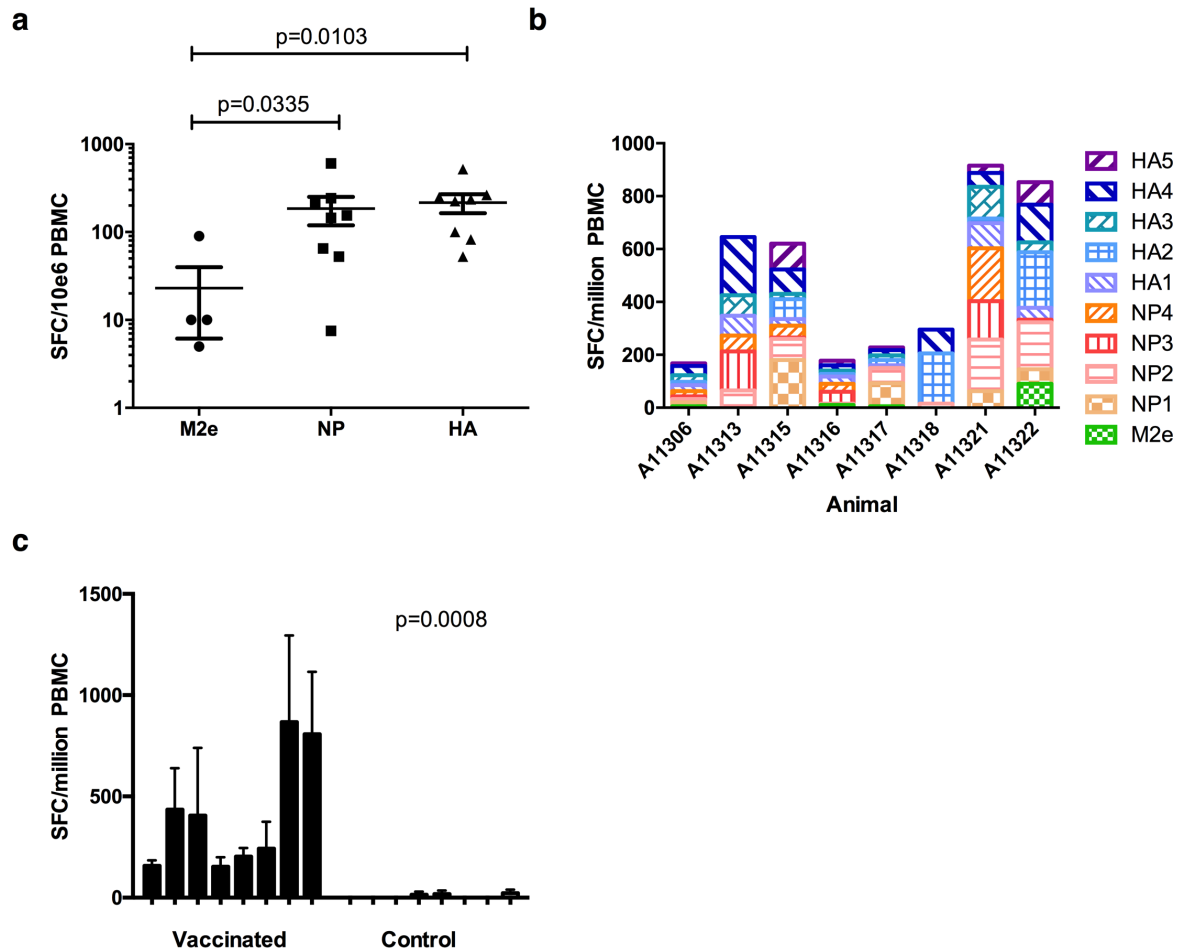 a
p=0.0103
p=0.0335
1000
100
10
1
SFC/10e6 PBMC
M2e NP HA
b
1000
800
600
400
200
0
SFC/million PBMC
A11306 A11313 A11315 A11316 A11317 A11318 A11321 A11322
Animal
HA5
HA4
HA3
HA2
HA1
NP4
NP3
NP2
NP1
M2e
c
p=0.0008
1500
1000
500
0
SFC/million PBMC
Vaccinated Control